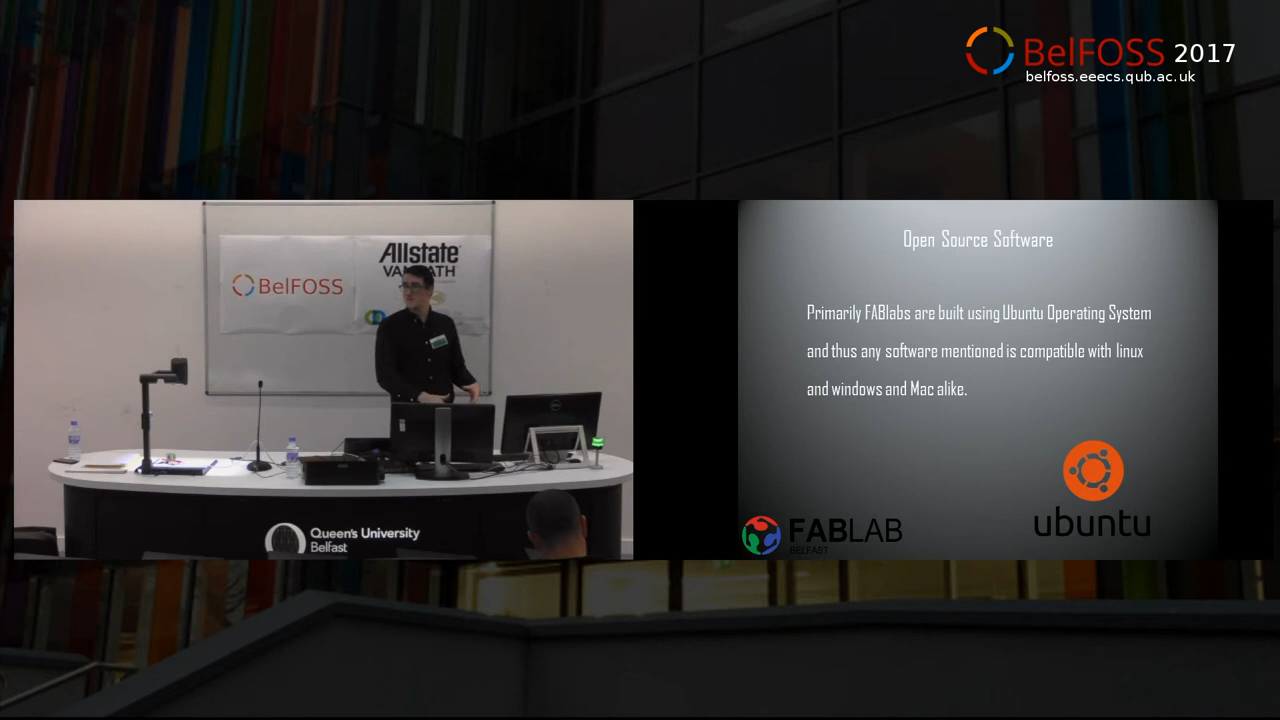 BelFOSS 2017
belfoss.eeecs.qub.ac.uk
Allstate
BelFOSS
Queen's University
Belfast
Open Source Software
Primarily FABlabs are built using Ubuntu Operating System
and thus any software mentioned is compatible with linux
and windows and Mac alike.
ubuntu
FABLAB
BELFAST